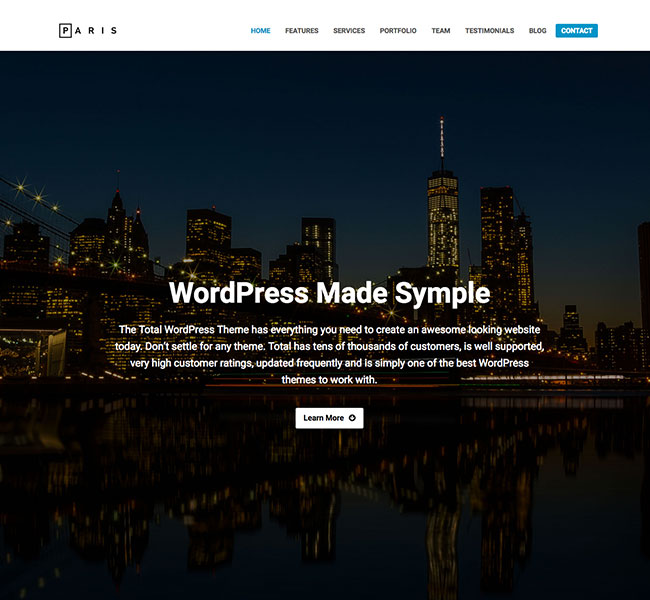 PARIS
HOME FEATURES SERVICES PORTFOLIO TEAM TESTIMONIALS BLOG CONTACT
WordPress Made Symple
The Total WordPress Theme has everything you need to create an awesome looking website
today. Don't settle for any theme. Total has tens of thousands of customers, is well supported,
very high customer ratings, updated frequently and is simply one of the best WordPress
themes to work with.
Learn More